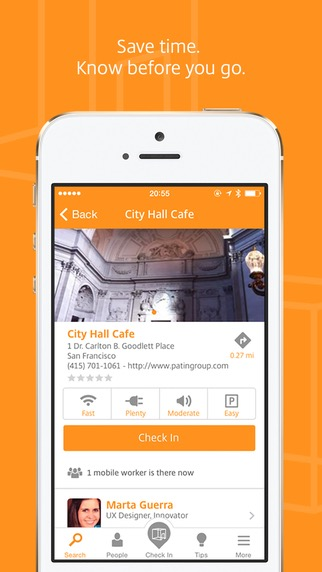 Save time.
Know before you go.
20:55
Back
City Hall Cafe
City Hall Cafe
1 Dr. Carlton B. Goodlett Place
San Francisco
(415) 701-1061 - http://www.patingroup.com
0.27 mi
Fast
Plenty
Moderate
P
Easy
Check In
1 mobile worker is there now
Marta Guerra
UX Designer, Innovator
Search
People
Check In
Tips
More